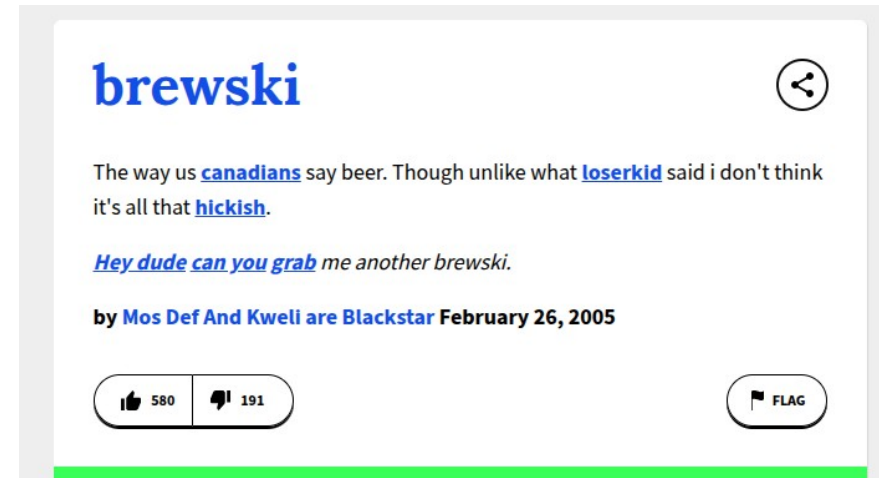 brewski
The way us canadians say beer. Though unlike what loserkid said i don't think
it's all that hickish.
Hey dude can you grab me another brewski.
by Mos Def And Kweli are Blackstar February 26, 2005
580 191 FLAG